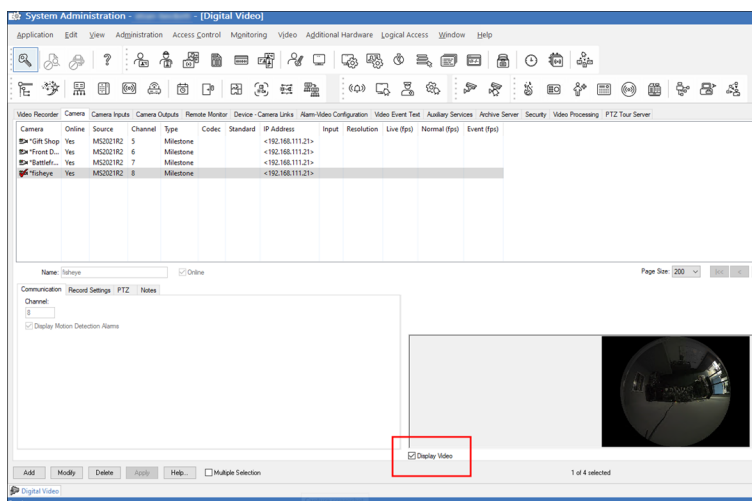 System Administration - - [Digital Video]
Application Edit View Administration Access Control Monitoring Video Additional Hardware Logical Access Window Help
Video Recorder Camera Camera Inputs Camera Outputs Remote Monitor Device - Camera Links Alarm-Video Configuration Video Event Text Auxiliary Services Archive Server Security Video Processing PTZ Tour Server
Camera Online Source Channel Type Codec Standard IP Address Input Resolution Live (fps) Normal (fps) Event (fps)
*Gift Shop Yes MS2021R2 5 Milestone <192.168.111.21>
*Front D... Yes MS2021R2 6 Milestone <192.168.111.21>
*Battlefr... Yes MS2021R2 7 Milestone <192.168.111.21>
*fisheye Yes MS2021R2 8 Milestone <192.168.111.21>
Name: fisheye Online Page Size: 200
Communication Record Settings PTZ Notes
Channel:
8
Display Motion Detection Alarms
Display Video
Add Modify Delete Apply Help... Multiple Selection 1 of 4 selected
Digital Video